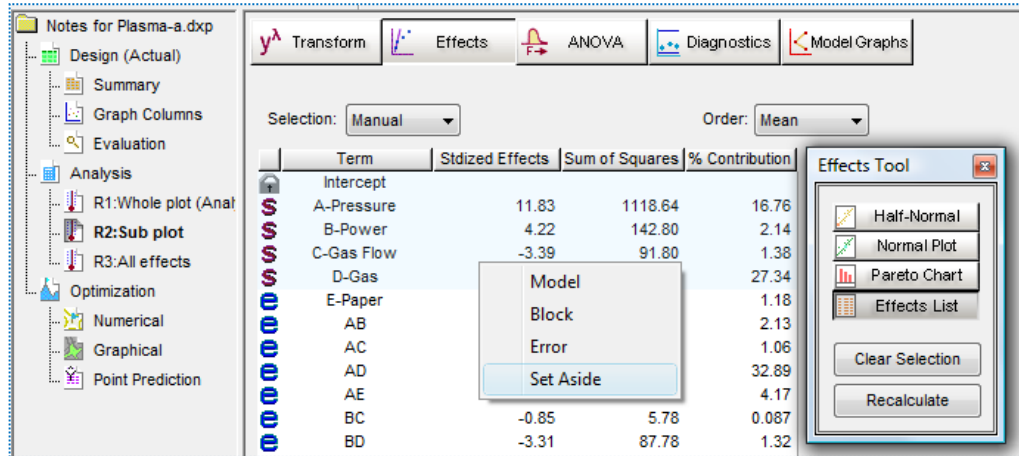 Notes for Plasma-a.dxp
Design (Actual)
Summary
Graph Columns
Evaluation
Analysis
R1:Whole plot (Anal
R2:Sub plot
R3:All effects
Optimization
Numerical
Graphical
Point Prediction
yλ Transform Effects F ANOVA Diagnostics Model Graphs
Selection: Manual Order: Mean
Term Stdized Effects Sum of Squares % Contribution
Intercept
S A-Pressure 11.83 1118.64 16.76
S B-Power 4.22 142.80 2.14
S C-Gas Flow -3.39 91.80 1.38
S D-Gas 27.34
e E-Paper 1.18
e AB 2.13
e AC 1.06
e AD 32.89
e AE 4.17
e BC -0.85 5.78 0.087
e BD -3.31 87.78 1.32
Model
Block
Error
Set Aside
Effects Tool
Half-Normal
Normal Plot
Pareto Chart
Effects List
Clear Selection
Recalculate